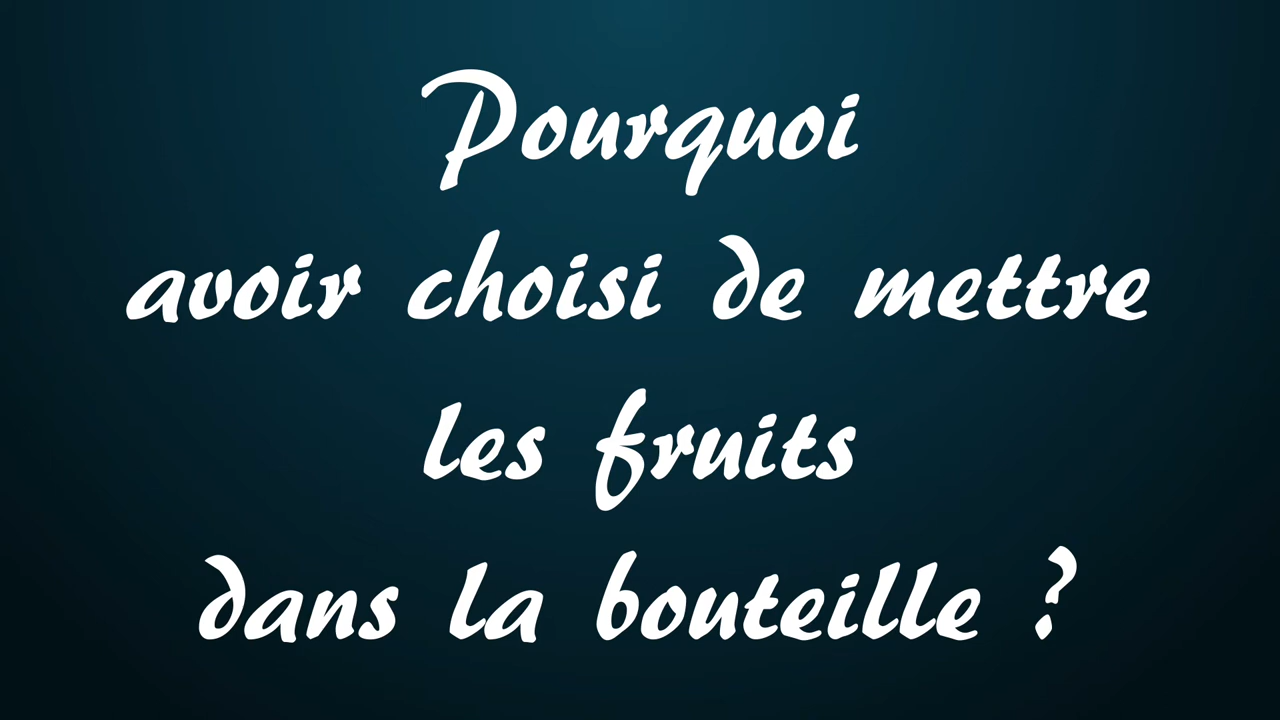 Pourquoi
avoir choisi de mettre
les fruits
dans la bouteille ?